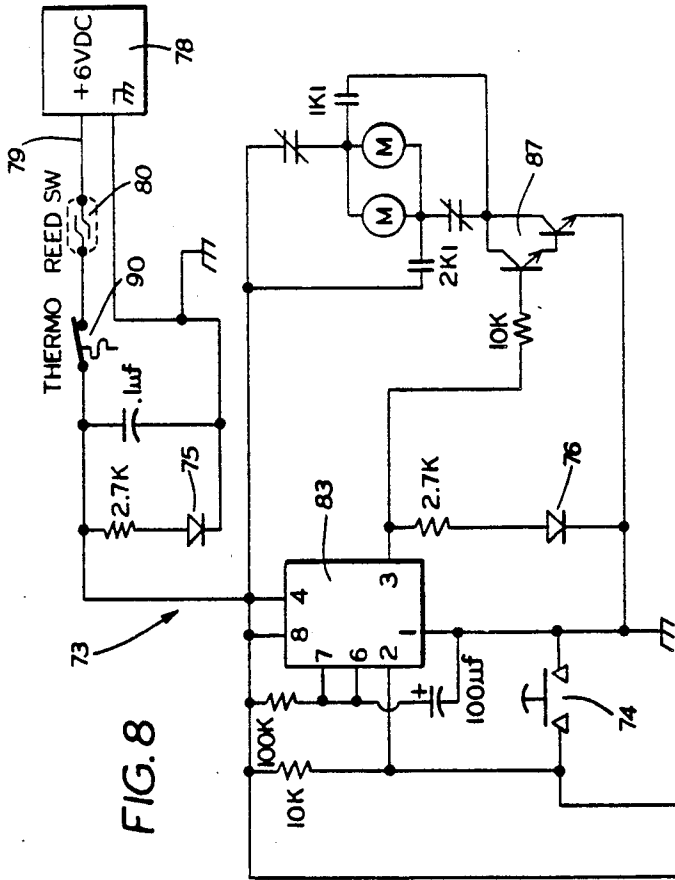 +6VDC
78
79
THERMO REED SW
80
90
.1uf
2.7K
75
73
1K1
M
M
2K1
87
10K
83
4
8
3
7
6
2
1
2.7K
76
100K
10K
+
100uf
74
FIG. 8